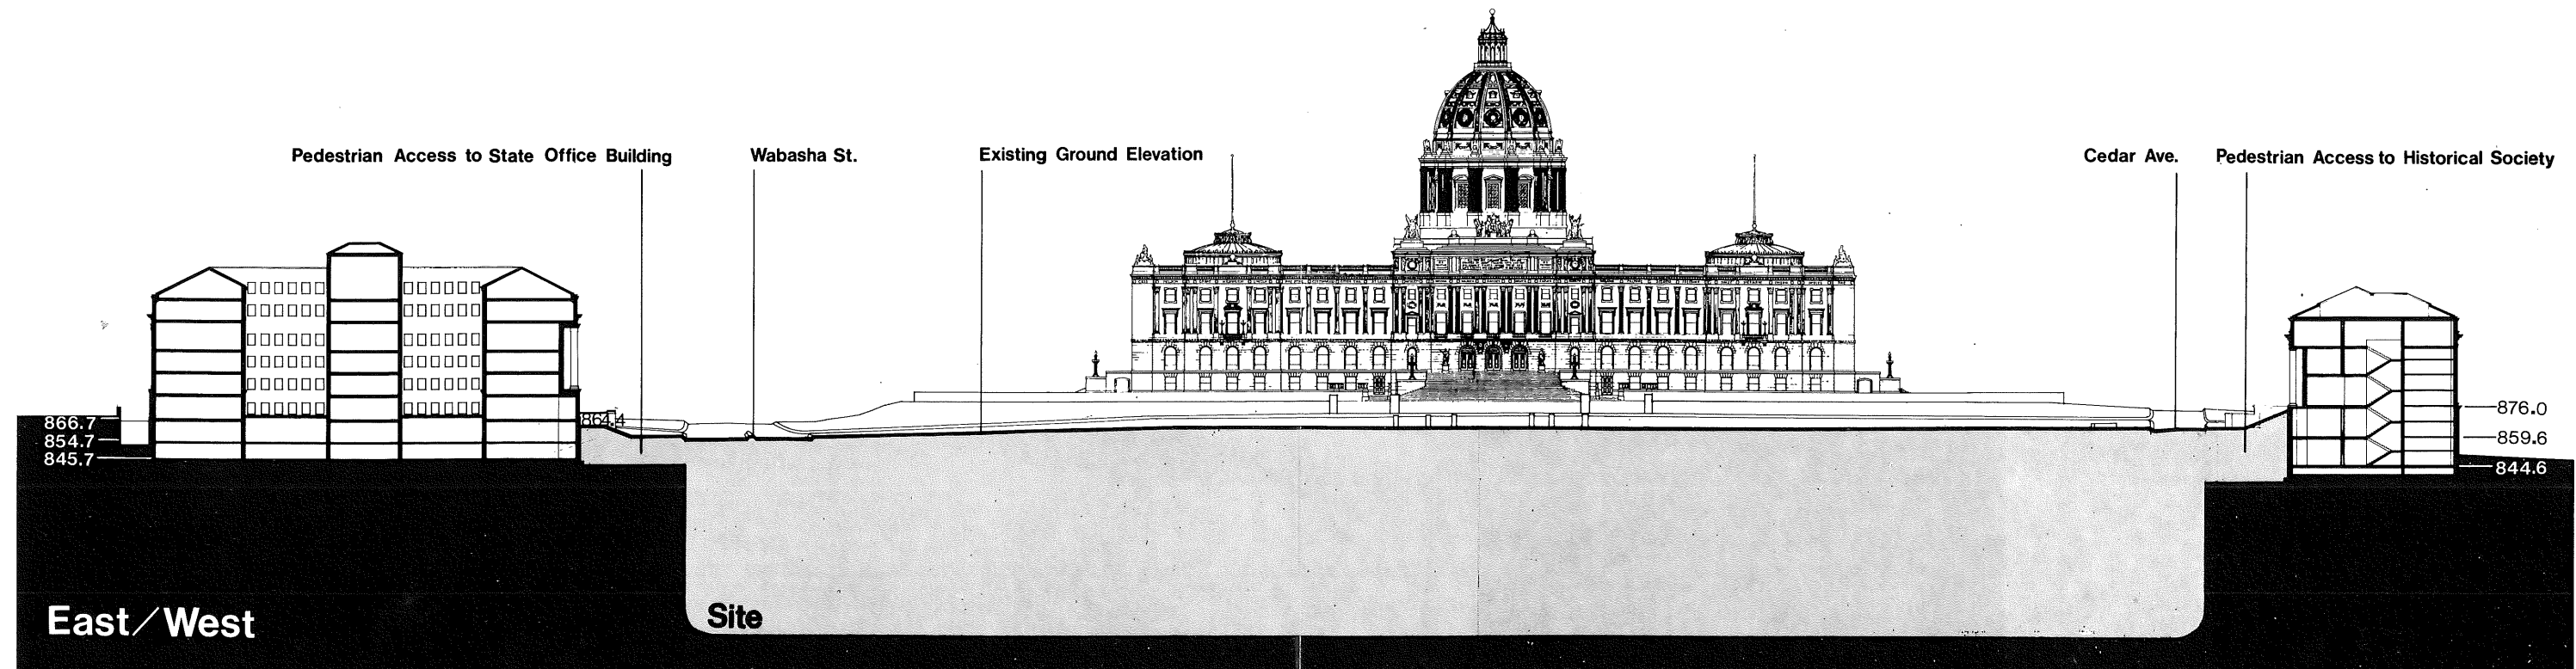 Pedestrian Access to State Office Building
Wabasha St.
Existing Ground Elevation
Cedar Ave.
Pedestrian Access to Historical Society
866.7
854.7
845.7
864.4
876.0
859.6
844.6
East/West
Site